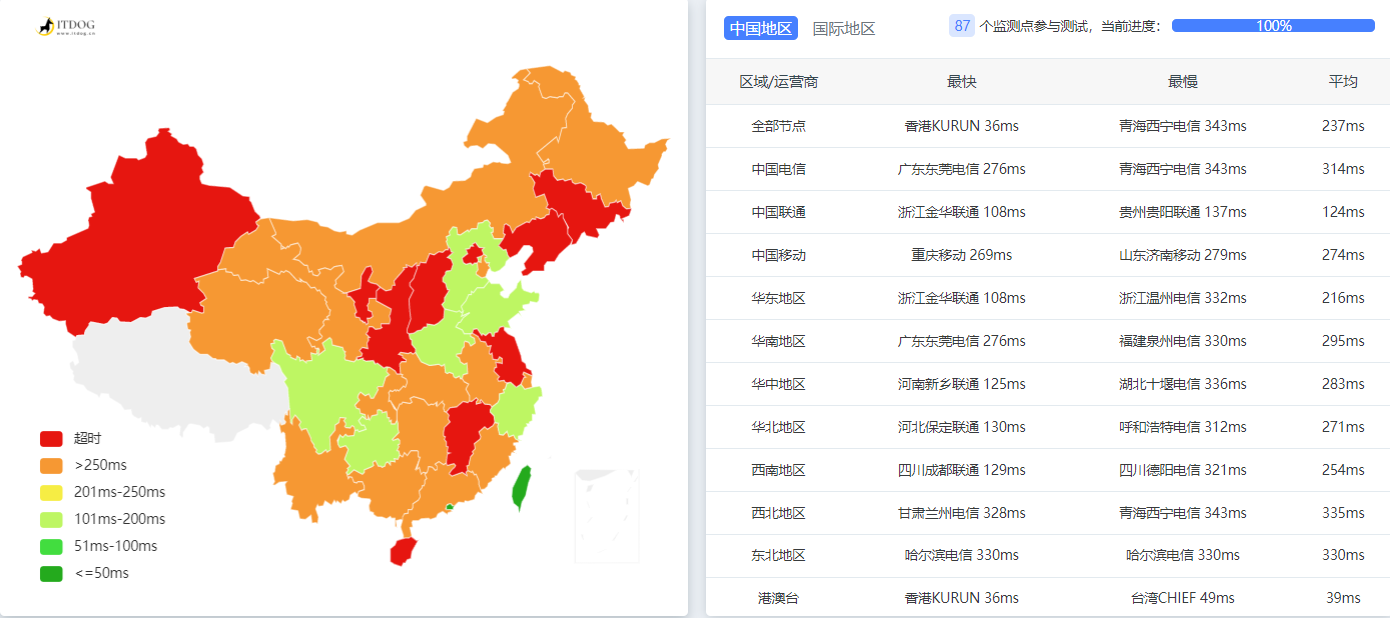 ITDOG
www.itdog.cn
超时
>250ms
201ms-250ms
101ms-200ms
51ms-100ms
<=50ms
中国地区 国际地区 87 个监测点参与测试，当前进度： 100%
区域/运营商 最快 最慢 平均
全部节点 香港KURUN 36ms 青海西宁电信 343ms 237ms
中国电信 广东东莞电信 276ms 青海西宁电信 343ms 314ms
中国联通 浙江金华联通 108ms 贵州贵阳联通 137ms 124ms
中国移动 重庆移动 269ms 山东济南移动 279ms 274ms
华东地区 浙江金华联通 108ms 浙江温州电信 332ms 216ms
华南地区 广东东莞电信 276ms 福建泉州电信 330ms 295ms
华中地区 河南新乡联通 125ms 湖北十堰电信 336ms 283ms
华北地区 河北保定联通 130ms 呼和浩特电信 312ms 271ms
西南地区 四川成都联通 129ms 四川德阳电信 321ms 254ms
西北地区 甘肃兰州电信 328ms 青海西宁电信 343ms 335ms
东北地区 哈尔滨电信 330ms 哈尔滨电信 330ms 330ms
港澳台 香港KURUN 36ms 台湾CHIEF 49ms 39ms